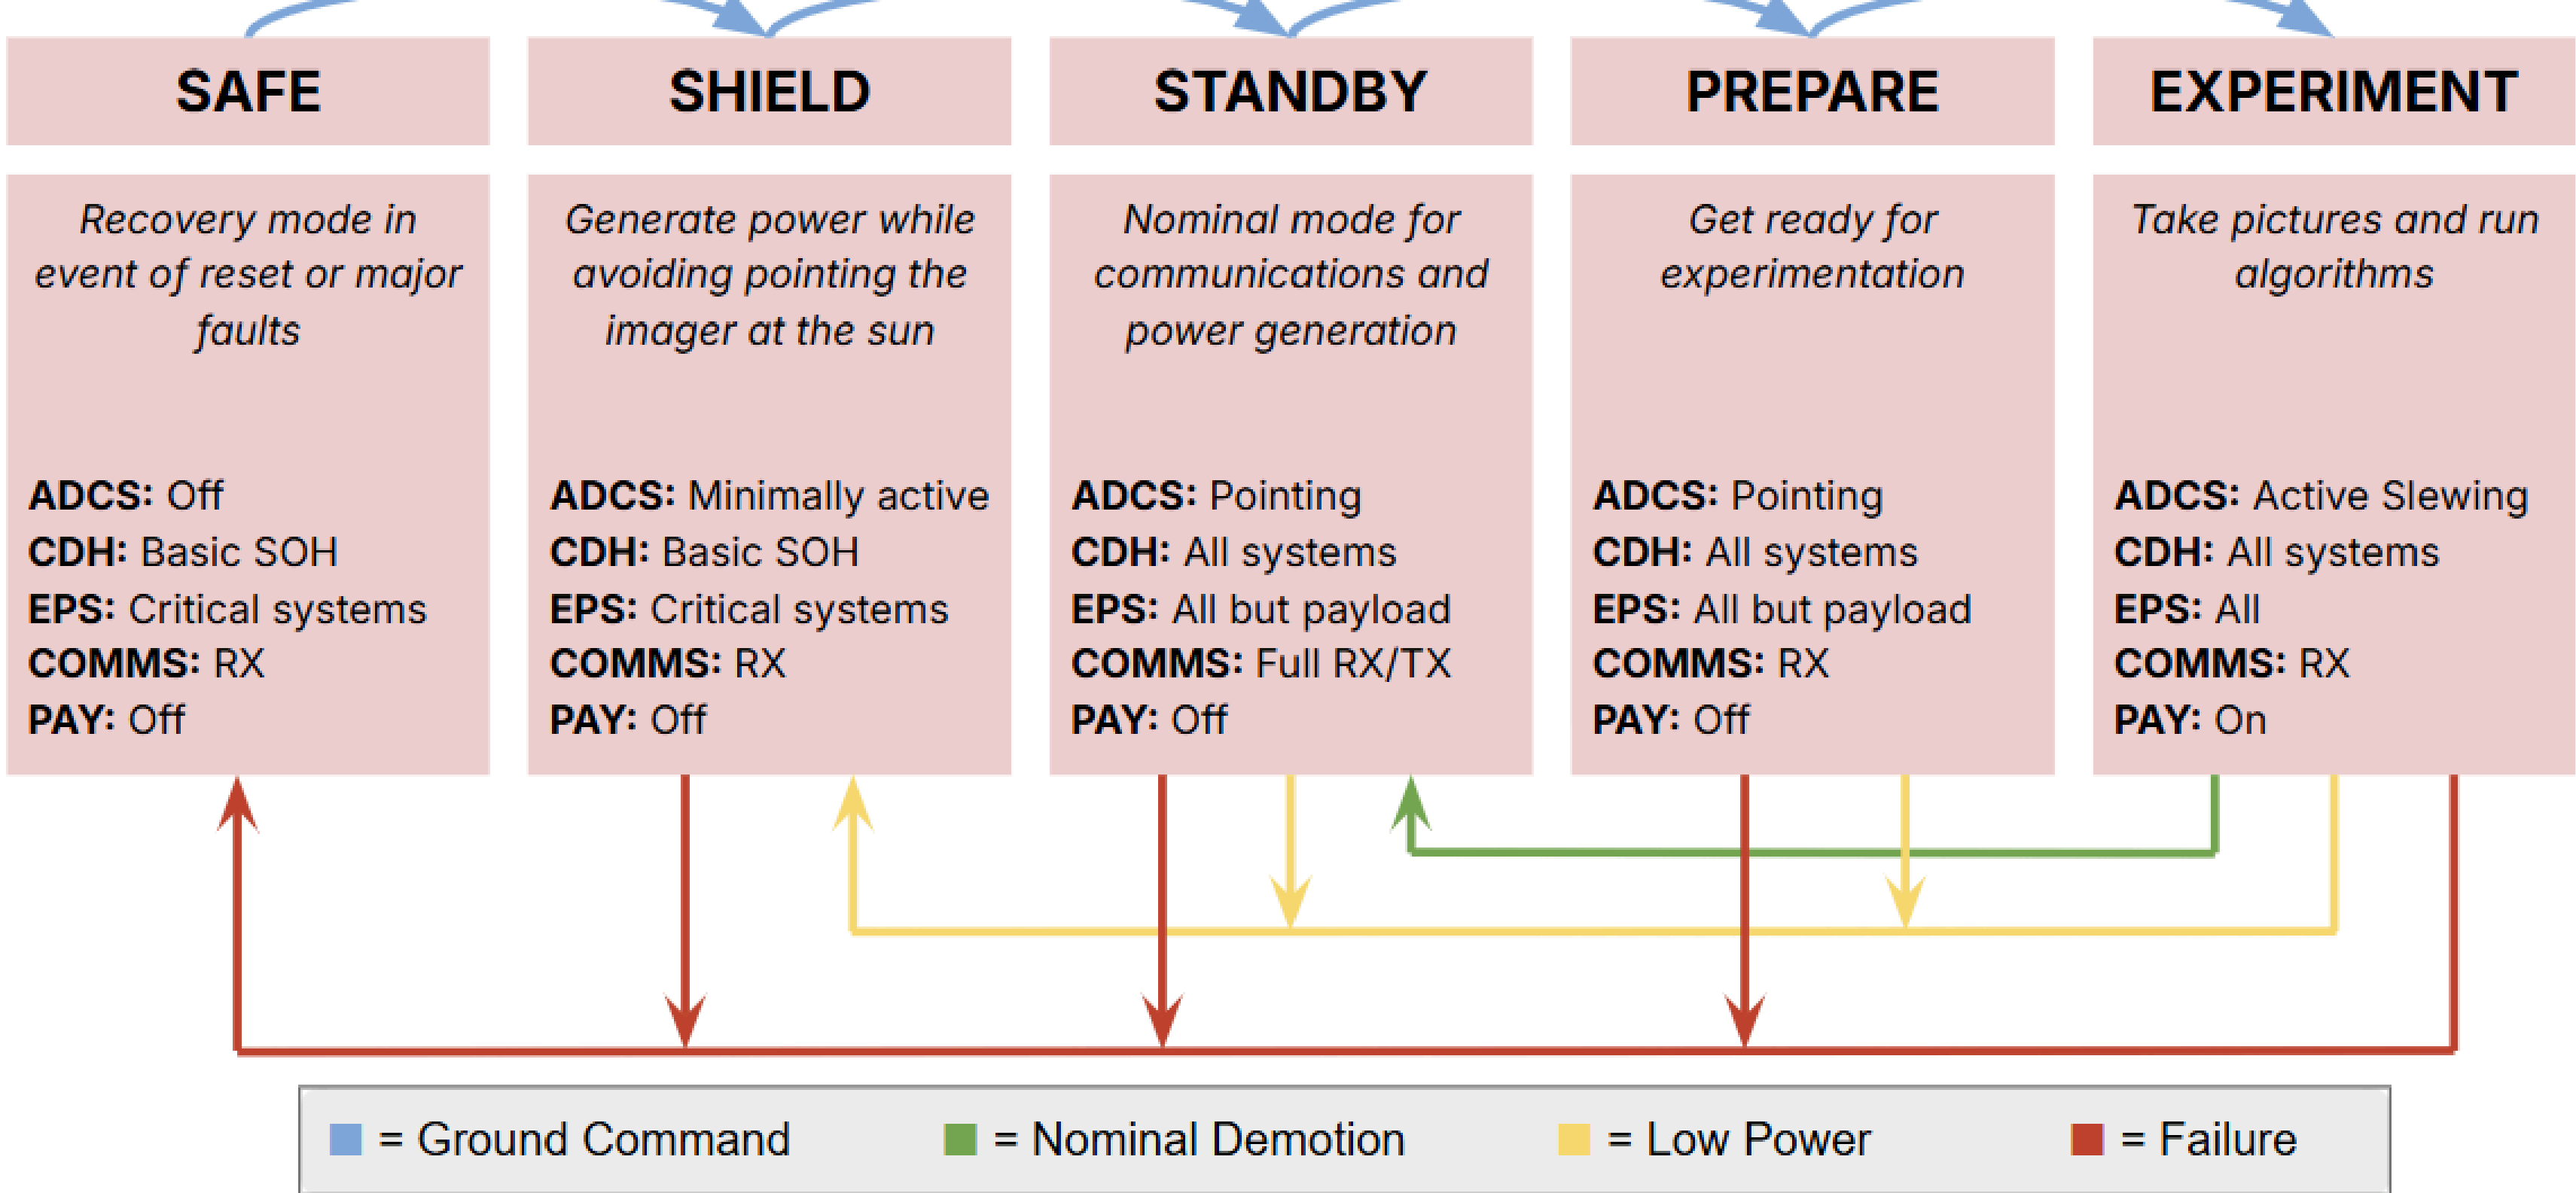 SAFE
SHIELD
STANDBY
PREPARE
EXPERIMENT
Recovery mode in
event of reset or major
faults
ADCS: Off
CDH: Basic SOH
EPS: Critical systems
COMMS: RX
PAY: Off
Generate power while
avoiding pointing the
imager at the sun
ADCS: Minimally active
CDH: Basic SOH
EPS: Critical systems
COMMS: RX
PAY: Off
Nominal mode for
communications and
power generation
ADCS: Pointing
CDH: All systems
EPS: All but payload
COMMS: Full RX/TX
PAY: Off
Get ready for
experimentation
ADCS: Pointing
CDH: All systems
EPS: All but payload
COMMS: RX
PAY: Off
Take pictures and run
algorithms
ADCS: Active Slewing
CDH: All systems
EPS: All
COMMS: RX
PAY: On
= Ground Command
= Nominal Demotion
= Low Power
= Failure